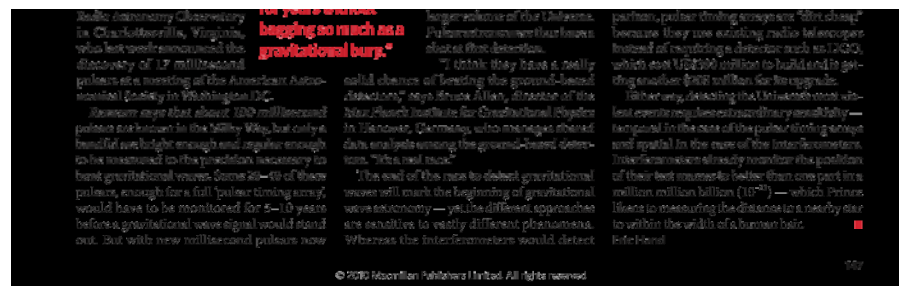 Radio Astronomy Observatory
in Charlottesville, Virginia,
who last week announced the
discovery of 17 millisecond
pulsars at a meeting of the American Astro-
nomical Society in Washington DC.
Ransom says that about 100 millisecond
pulsars are known in the Milky Way, but only a
handful are bright enough and regular enough
to be measured to the precision necessary to
hunt gravitational waves. Some 20–40 of these
pulsars, enough for a full 'pulsar timing array',
would have to be monitored for 5–10 years
before a gravitational wave signal would stand
out. But with new millisecond pulsars now
for years without
bagging so much as a
gravitational burp."
larger volume of the Universe.
shot at first detection.
"I think they have a really
solid chance of beating the ground-based
detectors," says Bruce Allen, director of the
Max Planck Institute for Gravitational Physics
in Hanover, Germany, who manages shared
data analysis among the ground-based detec-
tors. "It's a real race."
The end of the race to detect gravitational
waves will mark the beginning of gravitational
wave astronomy — yet the different approaches
are sensitive to vastly different phenomena.
Whereas the interferometers would detect
parison, pulsar timing arrays are "dirt cheap"
because they use existing radio telescopes
instead of requiring a detector such as LIGO,
which cost US$300 million to build and is get-
ting another $205 million for its upgrade.
Either way, detecting the Universe's most vio-
lent events requires extraordinary sensitivity —
temporal in the case of the pulsar timing arrays
and spatial in the case of the interferometers.
Interferometers already monitor the position
of their test masses to better than one part in a
million million billion (10⁻²¹) — which Prince
likens to measuring the distance to a nearby star
to within the width of a human hair.
Eric Hand
© 2010 Macmillan Publishers Limited. All rights reserved